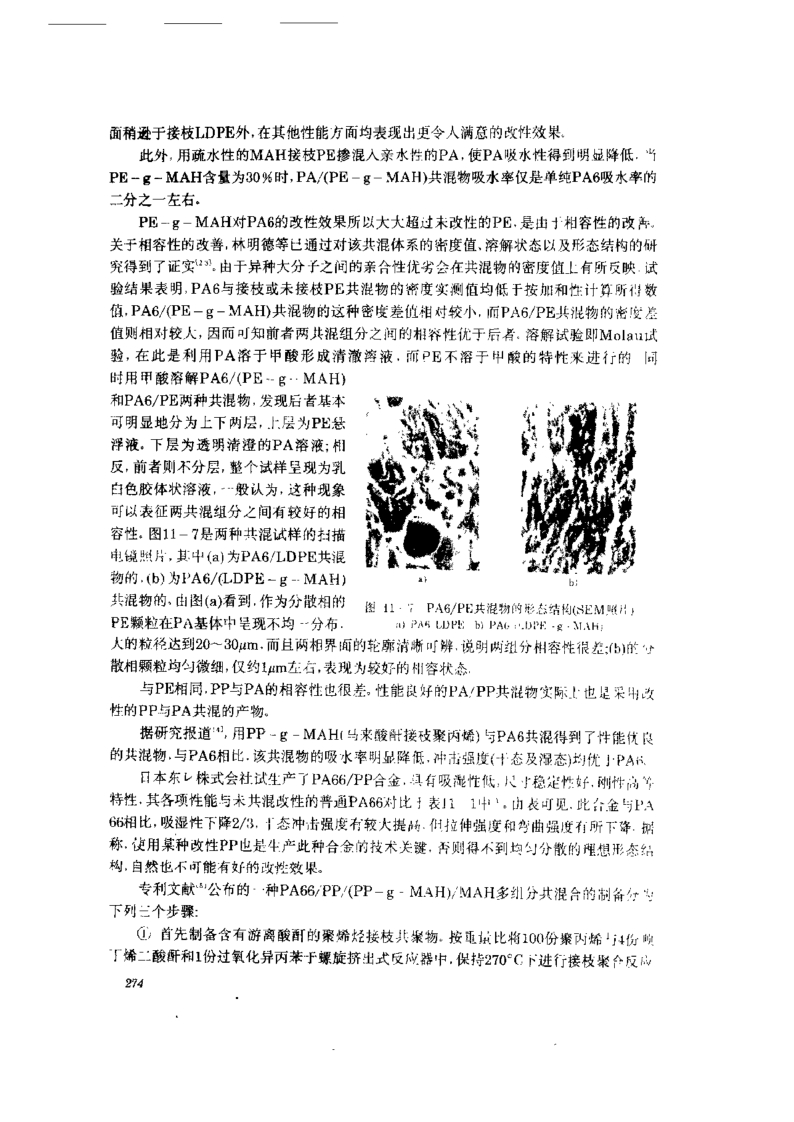 面稍逊于接枝LDPE外,在其他性能方面均表现出更令人满意的改性效果。
此外,用疏水性的MAH接枝PE掺混入亲水性的PA,使PA吸水性得到明显降低。当
PE-g-MAH含量为30%时,PA/(PE-g-MAH)共混物吸水率仅是单纯PA6吸水率的
二分之一左右。
PE-g-MAH对PA6的改性效果所以大大超过未改性的PE,是由于相容性的改善。
关于相容性的改善,林明德等已通过对该共混体系的密度值、溶解状态以及形态结构的研
究得到了证实。由于异种大分子之间的亲合性优劣会在共混物的密度值上有所反映。试
验结果表明,PA6与接枝或未接枝PE共混物的密度实测值均低于按加和性计算所得数
值,PA6/(PE-g-MAH)共混物的这种密度差值相对较小,而PA6/PE共混物的密度差
值则相对较大,因而可知前者两共混组分之间的相容性优于后者。溶解试验即Molau试
验,在此是利用PA溶于甲酸形成清澈溶液,而PE不溶于甲酸的特性来进行的 同
时用甲酸溶解PA6/(PE-g-MAH)
和PA6/PE两种共混物,发现后者基本
可明显地分为上下两层,上层为PE悬
浮液。下层为透明清澄的PA溶液;相
反,前者则不分层,整个试样呈现为乳
白色胶体状溶液,一般认为,这种现象
可以表征两共混组分之间有较好的相
容性。图11-7是两种共混试样的扫描
电镜照片,其中(a)为PA6/LDPE共混
物的,(b)为PA6/(LDPE-g-MAH)
共混物的。由图(a)看到,作为分散相的
PE颗粒在PA基体中呈现不均一分布,
a)
b)
图 11-7 PA6/PE共混物的形态结构(SEM照片)
a) PA6/LDPE b) PA6/(LDPE-g-MAH)
大的粒径达到20～30μm,而且两相界面的轮廓清晰可辨,说明两组分相容性很差;(b)的分
散相颗粒均匀微细,仅约1μm左右,表现为较好的相容状态。
与PE相同,PP与PA的相容性也很差。性能良好的PA/PP共混物实际上也是采用改
性的PP与PA共混的产物。
据研究报道[4],用PP-g-MAH(马来酸酐接枝聚丙烯)与PA6共混得到了性能优良
的共混物,与PA6相比,该共混物的吸水率明显降低,冲击强度(干态及湿态)均优于PA6。
日本东レ株式会社试生产了PA66/PP合金,具有吸湿性低,尺寸稳定性好,刚性高等
特性,其各项性能与未共混改性的普通PA66对比于表11-1中。由表可见,此合金与PA
66相比,吸湿性下降2/3,干态冲击强度有较大提高,但拉伸强度和弯曲强度有所下降。据
称,使用某种改性PP也是生产此种合金的技术关键,否则得不到均匀分散的理想形态结
构,自然也不可能有好的改性效果。
专利文献公布的一种PA66/PP/(PP-g-MAH)/MAH多组分共混合的制备分为
下列三个步骤:
① 首先制备含有游离酸酐的聚烯烃接枝共聚物。按重量比将100份聚丙烯与4份顺
丁烯二酸酐和1份过氧化异丙苯于螺旋挤出式反应器中,保持270°C下进行接枝聚合反应
274